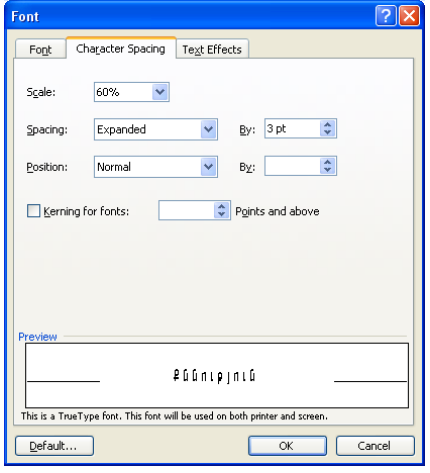 Font
Font Character Spacing Text Effects
Scale: 60%
Spacing: Expanded By: 3 pt
Position: Normal By:
Kerning for fonts: Points and above
Preview
Քննություն
This is a TrueType font. This font will be used on both printer and screen.
Default... OK Cancel